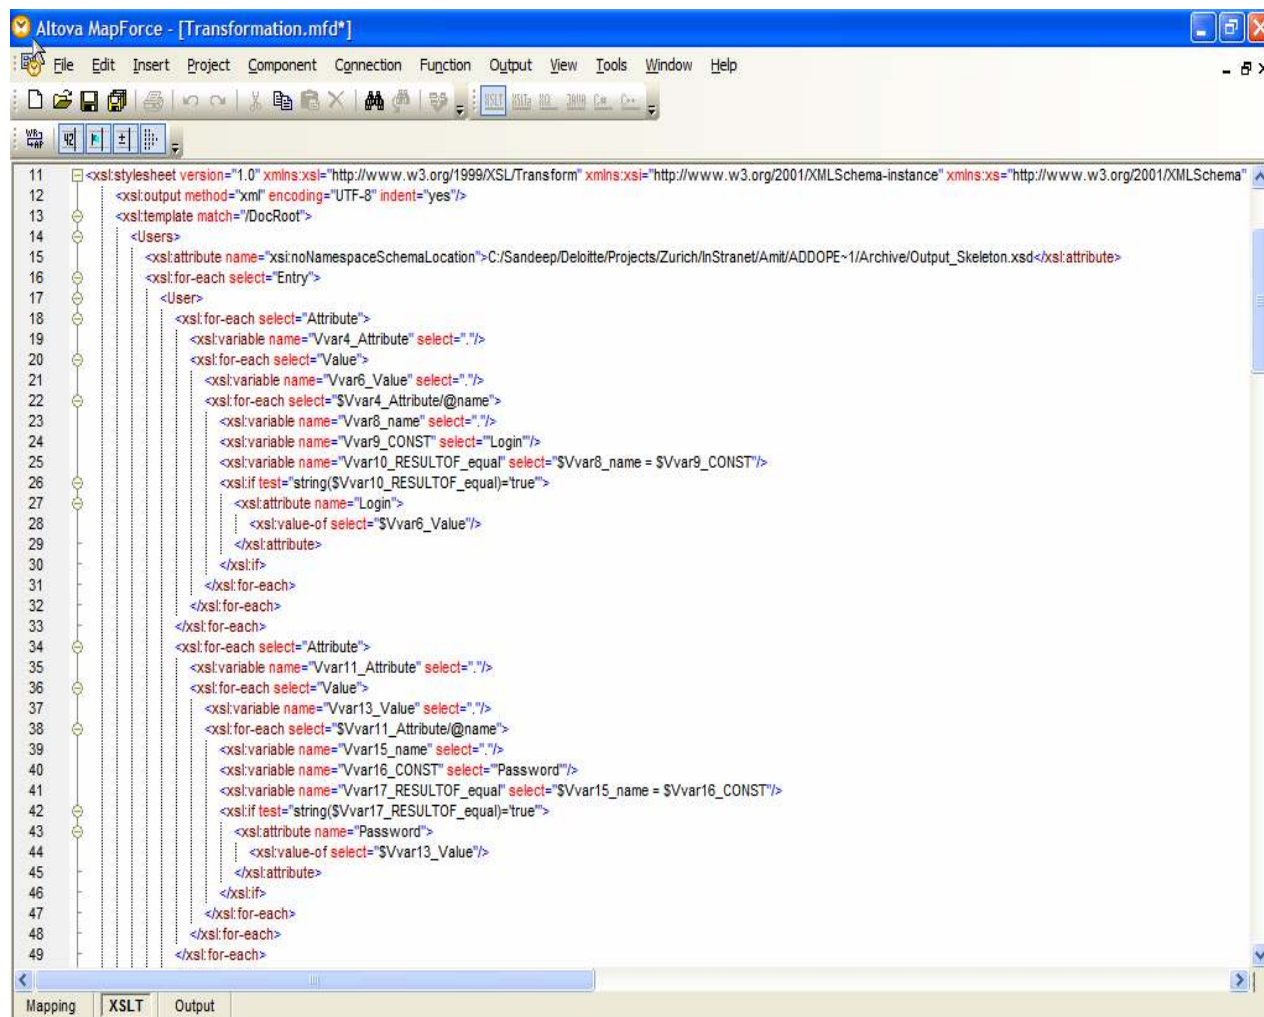 Altova MapForce - [Transformation.mfd*]
File Edit Insert Project Component Connection Function Output View Tools Window Help
11 <xsl:stylesheet version="1.0" xmlns:xsl="http://www.w3.org/1999/XSL/Transform" xmlns:xsi="http://www.w3.org/2001/XMLSchema-instance" xmlns:xs="http://www.w3.org/2001/XMLSchema"
12 <xsl:output method="xml" encoding="UTF-8" indent="yes"/>
13 <xsl:template match="/DocRoot">
14 <Users>
15 <xsl:attribute name="xsi:noNamespaceSchemaLocation">C:/Sandeep/Deloitte/Projects/Zurich/InStranet/Amit/ADDOPE~1/Archive/Output_Skeleton.xsd</xsl:attribute>
16 <xsl:for-each select="Entry">
17 <User>
18 <xsl:for-each select="Attribute">
19 <xsl:variable name="Vvar4_Attribute" select="."/>
20 <xsl:for-each select="Value">
21 <xsl:variable name="Vvar6_Value" select="."/>
22 <xsl:for-each select="$Vvar4_Attribute/@name">
23 <xsl:variable name="Vvar8_name" select="."/>
24 <xsl:variable name="Vvar9_CONST" select="'Login'"/>
25 <xsl:variable name="Vvar10_RESULTOF_equal" select="$Vvar8_name = $Vvar9_CONST"/>
26 <xsl:if test="string($Vvar10_RESULTOF_equal)='true'">
27 <xsl:attribute name="Login">
28 <xsl:value-of select="$Vvar6_Value"/>
29 </xsl:attribute>
30 </xsl:if>
31 </xsl:for-each>
32 </xsl:for-each>
33 </xsl:for-each>
34 <xsl:for-each select="Attribute">
35 <xsl:variable name="Vvar11_Attribute" select="."/>
36 <xsl:for-each select="Value">
37 <xsl:variable name="Vvar13_Value" select="."/>
38 <xsl:for-each select="$Vvar11_Attribute/@name">
39 <xsl:variable name="Vvar15_name" select="."/>
40 <xsl:variable name="Vvar16_CONST" select="'Password'"/>
41 <xsl:variable name="Vvar17_RESULTOF_equal" select="$Vvar15_name = $Vvar16_CONST"/>
42 <xsl:if test="string($Vvar17_RESULTOF_equal)='true'">
43 <xsl:attribute name="Password">
44 <xsl:value-of select="$Vvar13_Value"/>
45 </xsl:attribute>
46 </xsl:if>
47 </xsl:for-each>
48 </xsl:for-each>
49 </xsl:for-each>
Mapping XSLT Output